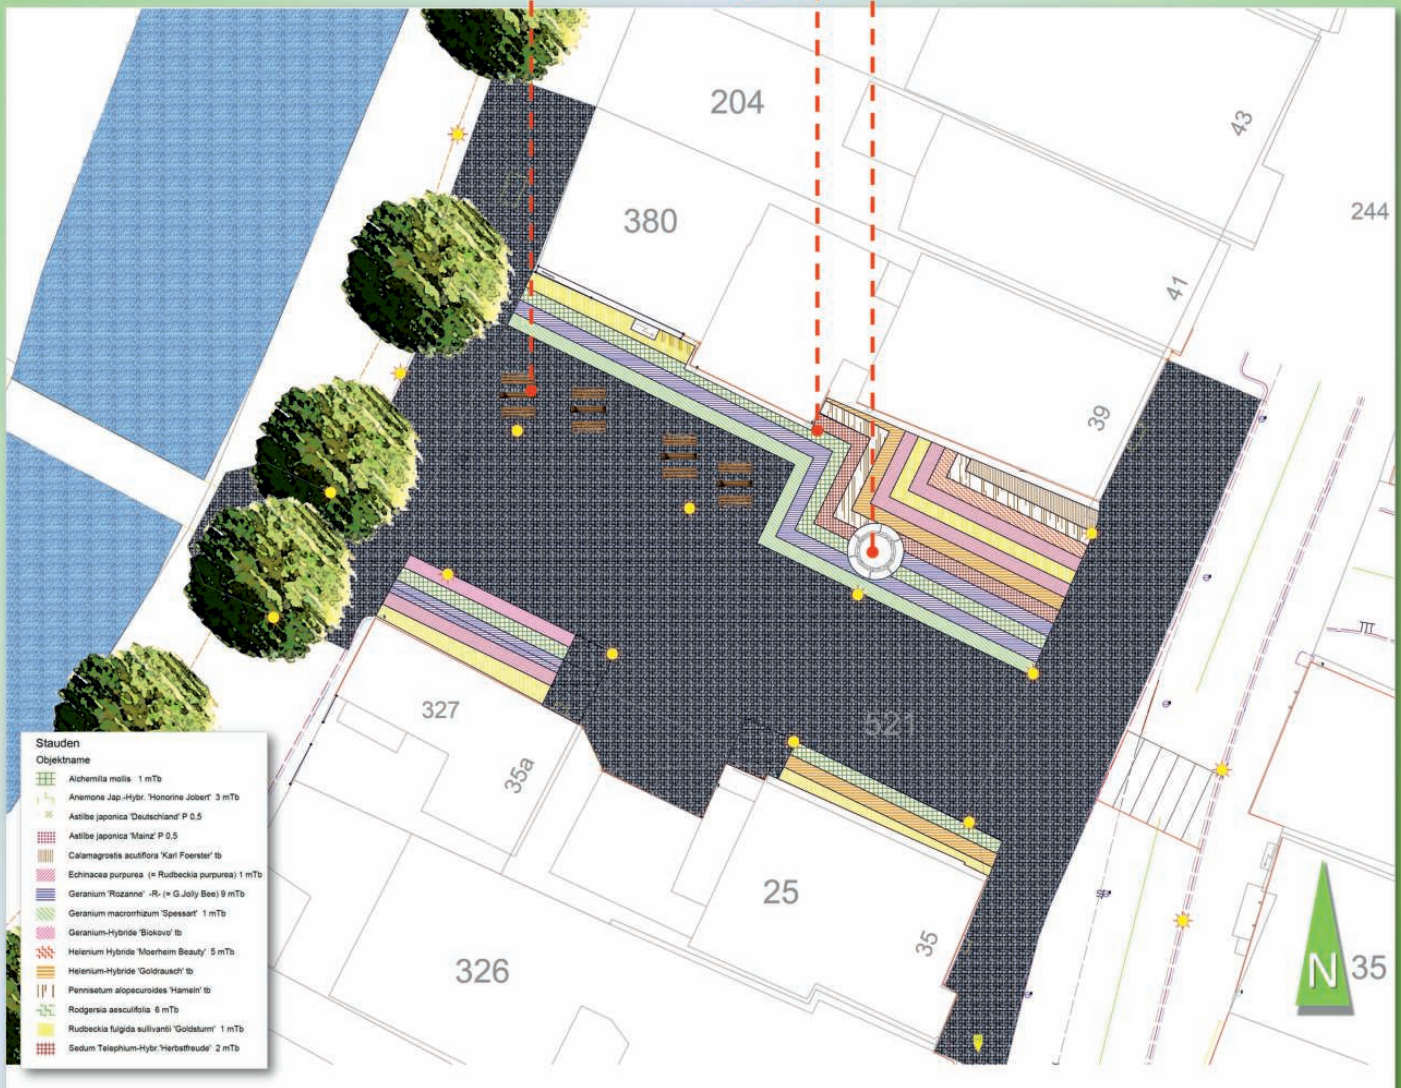 204
43
244
380
41
39
521
327
35a
25
35
326
N
35
Stauden
Objektname
Alchemilla mollis 1 mTb
Anemone Jap.-Hybr. 'Honorine Jobert' 3 mTb
Astilbe japonica 'Deutschland' P 0,5
Astilbe japonica 'Mainz' P 0,5
Calamagrostis acutiflora 'Karl Foerster' tb
Echinacea purpurea (= Rudbeckia purpurea) 1 mTb
Geranium 'Rozanne' -R- (= G.Jolly Bee) 9 mTb
Geranium macrorrhizum 'Spessart' 1 mTb
Geranium-Hybride 'Biokovo' tb
Helenium Hybride 'Moerheim Beauty' 5 mTb
Helenium-Hybride 'Goldrausch' tb
Pennisetum alopecuroides 'Hameln' tb
Rodgersia aesculifolia 6 mTb
Rudbeckia fulgida sullivantii 'Goldsturm' 1 mTb
Sedum Telephium-Hybr.'Herbstfreude' 2 mTb